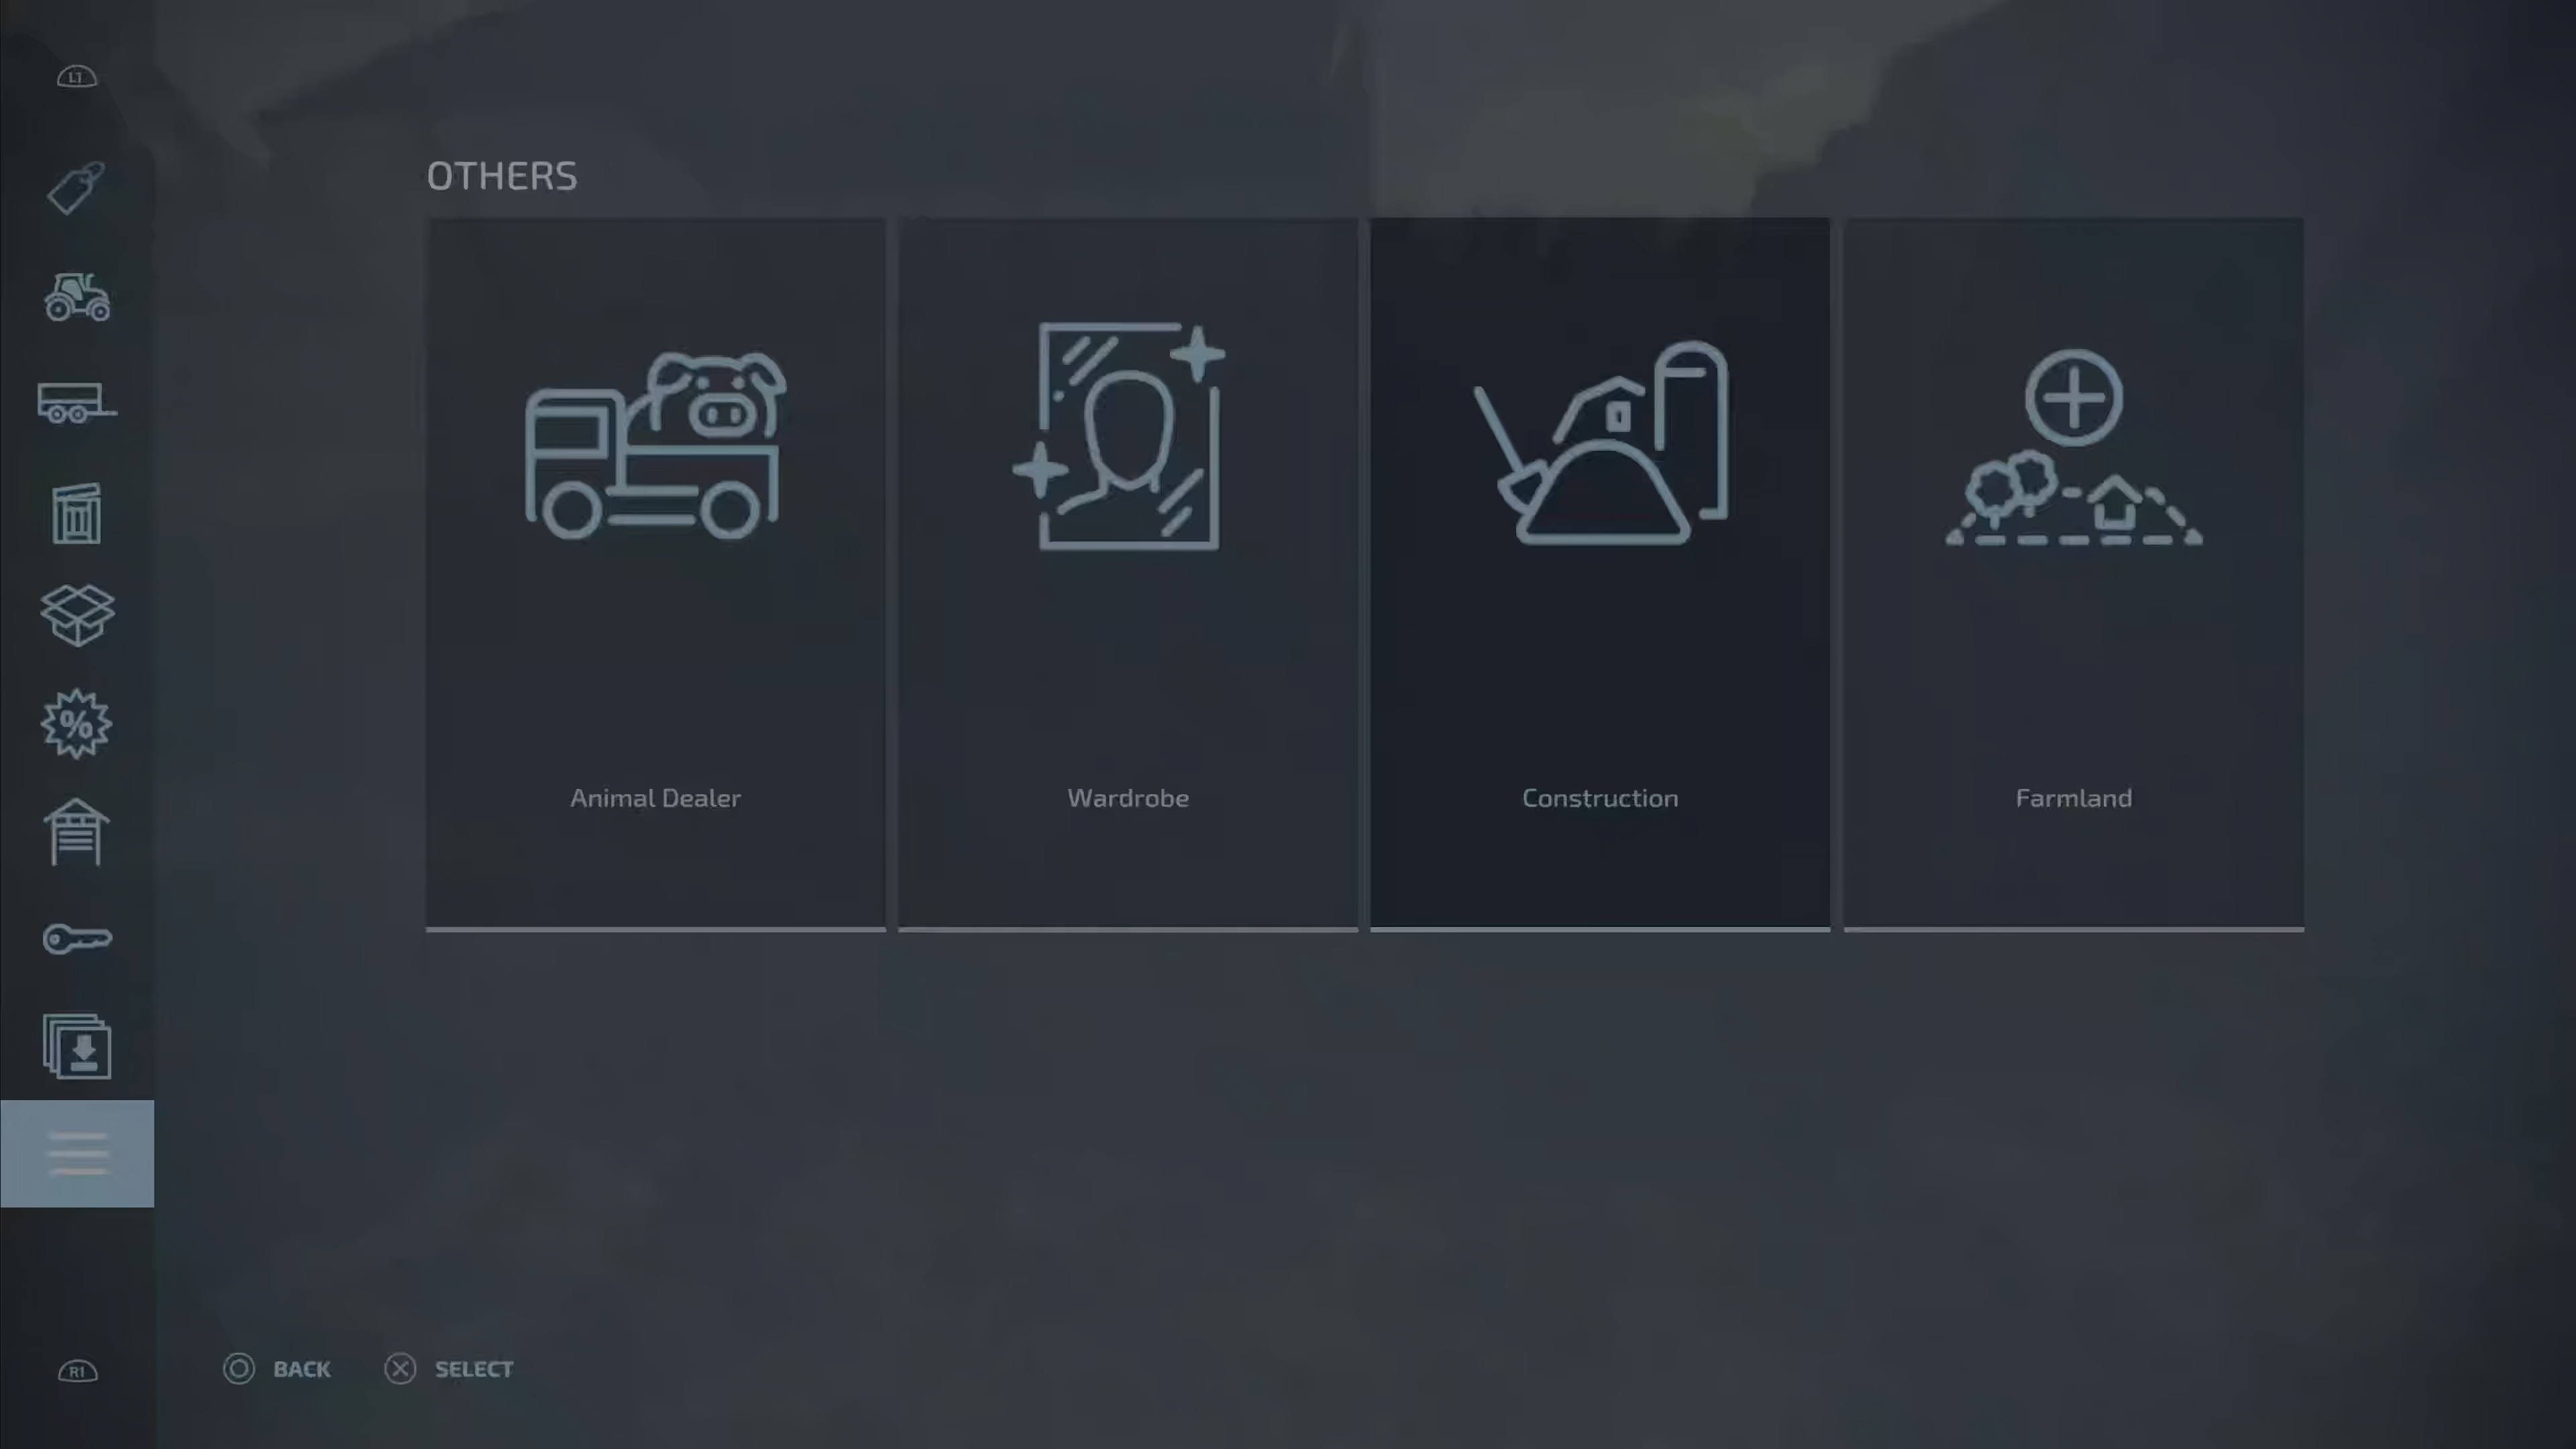 L1
OTHERS
Animal Dealer
Wardrobe
Construction
Farmland
%
R1
BACK
SELECT